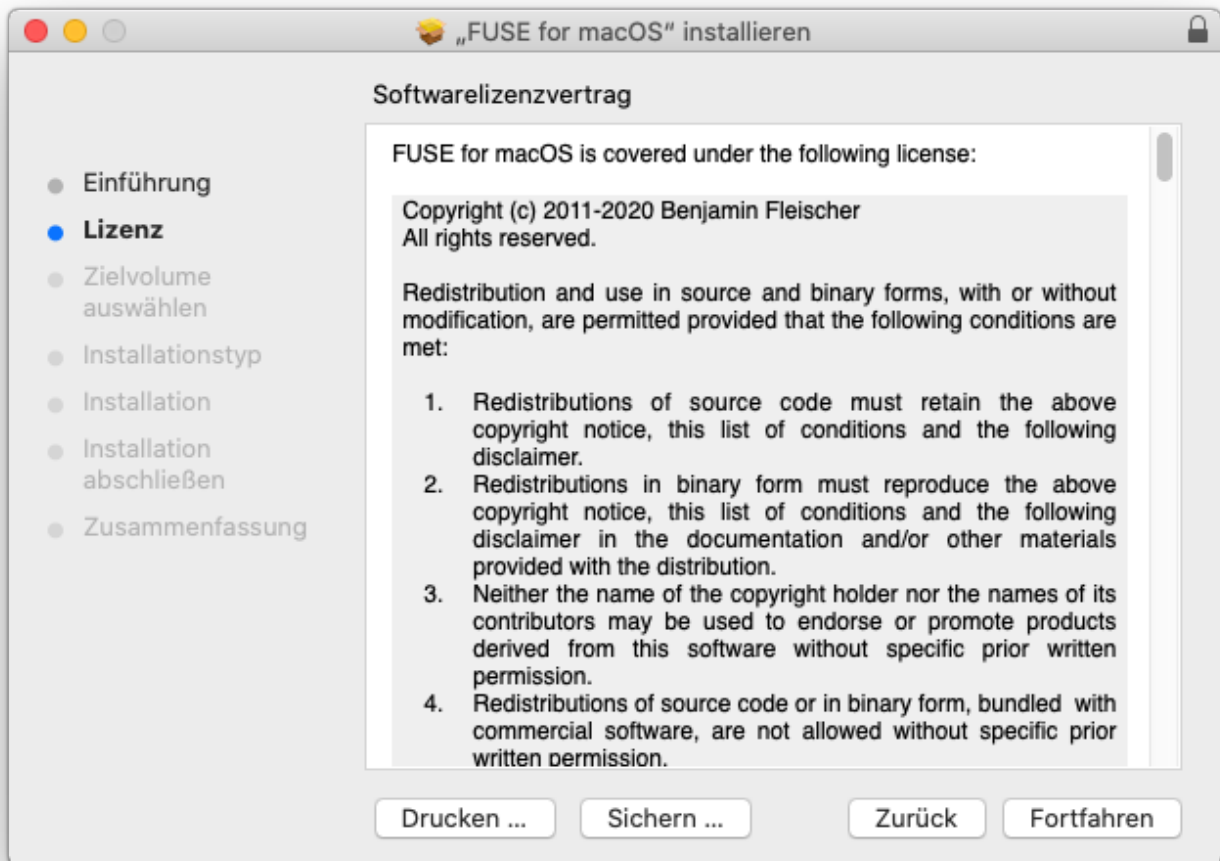 „FUSE for macOS“ installieren
Softwarelizenzvertrag
Einführung
Lizenz
Zielvolume
auswählen
Installationstyp
Installation
Installation
abschließen
Zusammenfassung
FUSE for macOS is covered under the following license:
Copyright (c) 2011-2020 Benjamin Fleischer
All rights reserved.
Redistribution and use in source and binary forms, with or without
modification, are permitted provided that the following conditions are
met:
1. Redistributions of source code must retain the above
copyright notice, this list of conditions and the following
disclaimer.
2. Redistributions in binary form must reproduce the above
copyright notice, this list of conditions and the following
disclaimer in the documentation and/or other materials
provided with the distribution.
3. Neither the name of the copyright holder nor the names of its
contributors may be used to endorse or promote products
derived from this software without specific prior written
permission.
4. Redistributions of source code or in binary form, bundled with
commercial software, are not allowed without specific prior
written permission.
Drucken ... Sichern ... Zurück Fortfahren